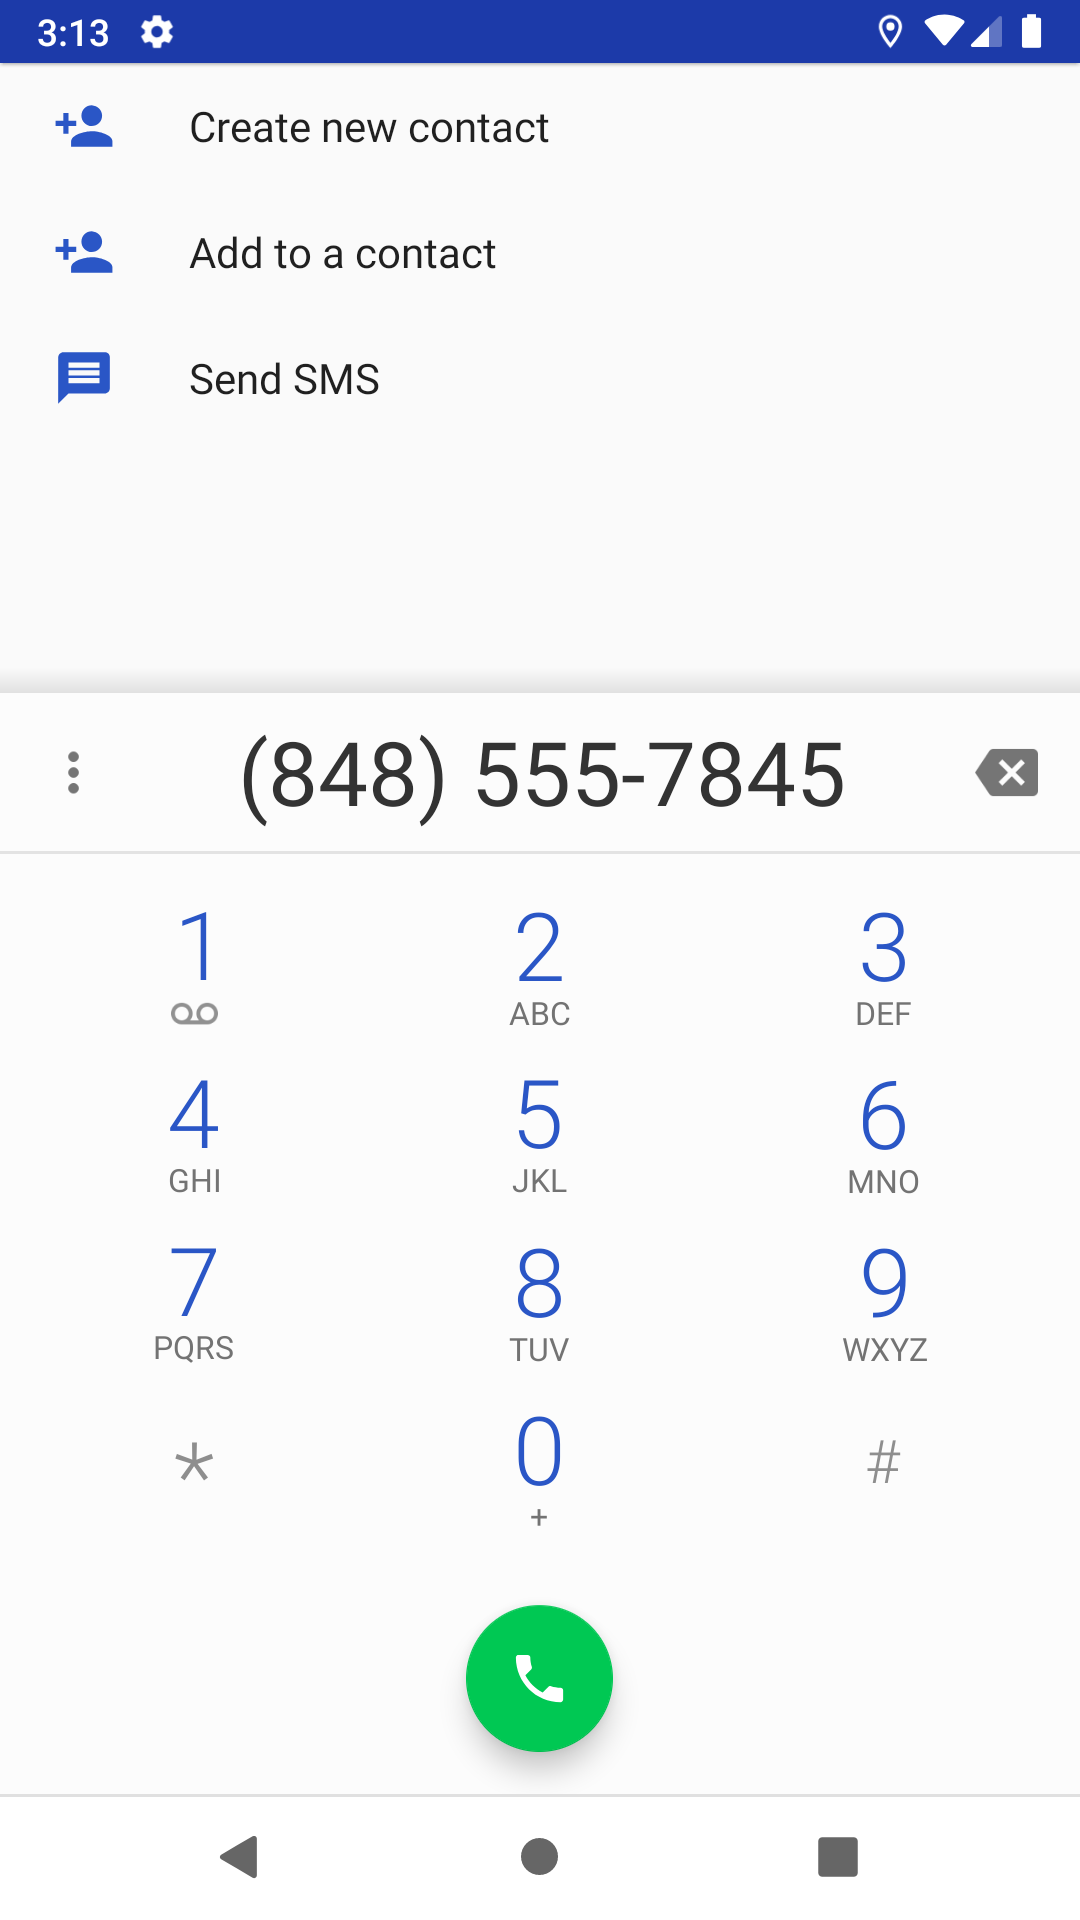 3:13
Create new contact
Add to a contact
Send SMS
(848) 555-7845
1 2 3
ABC DEF
4 5 6
GHI JKL MNO
7 8 9
PQRS TUV WXYZ
* 0 #
+